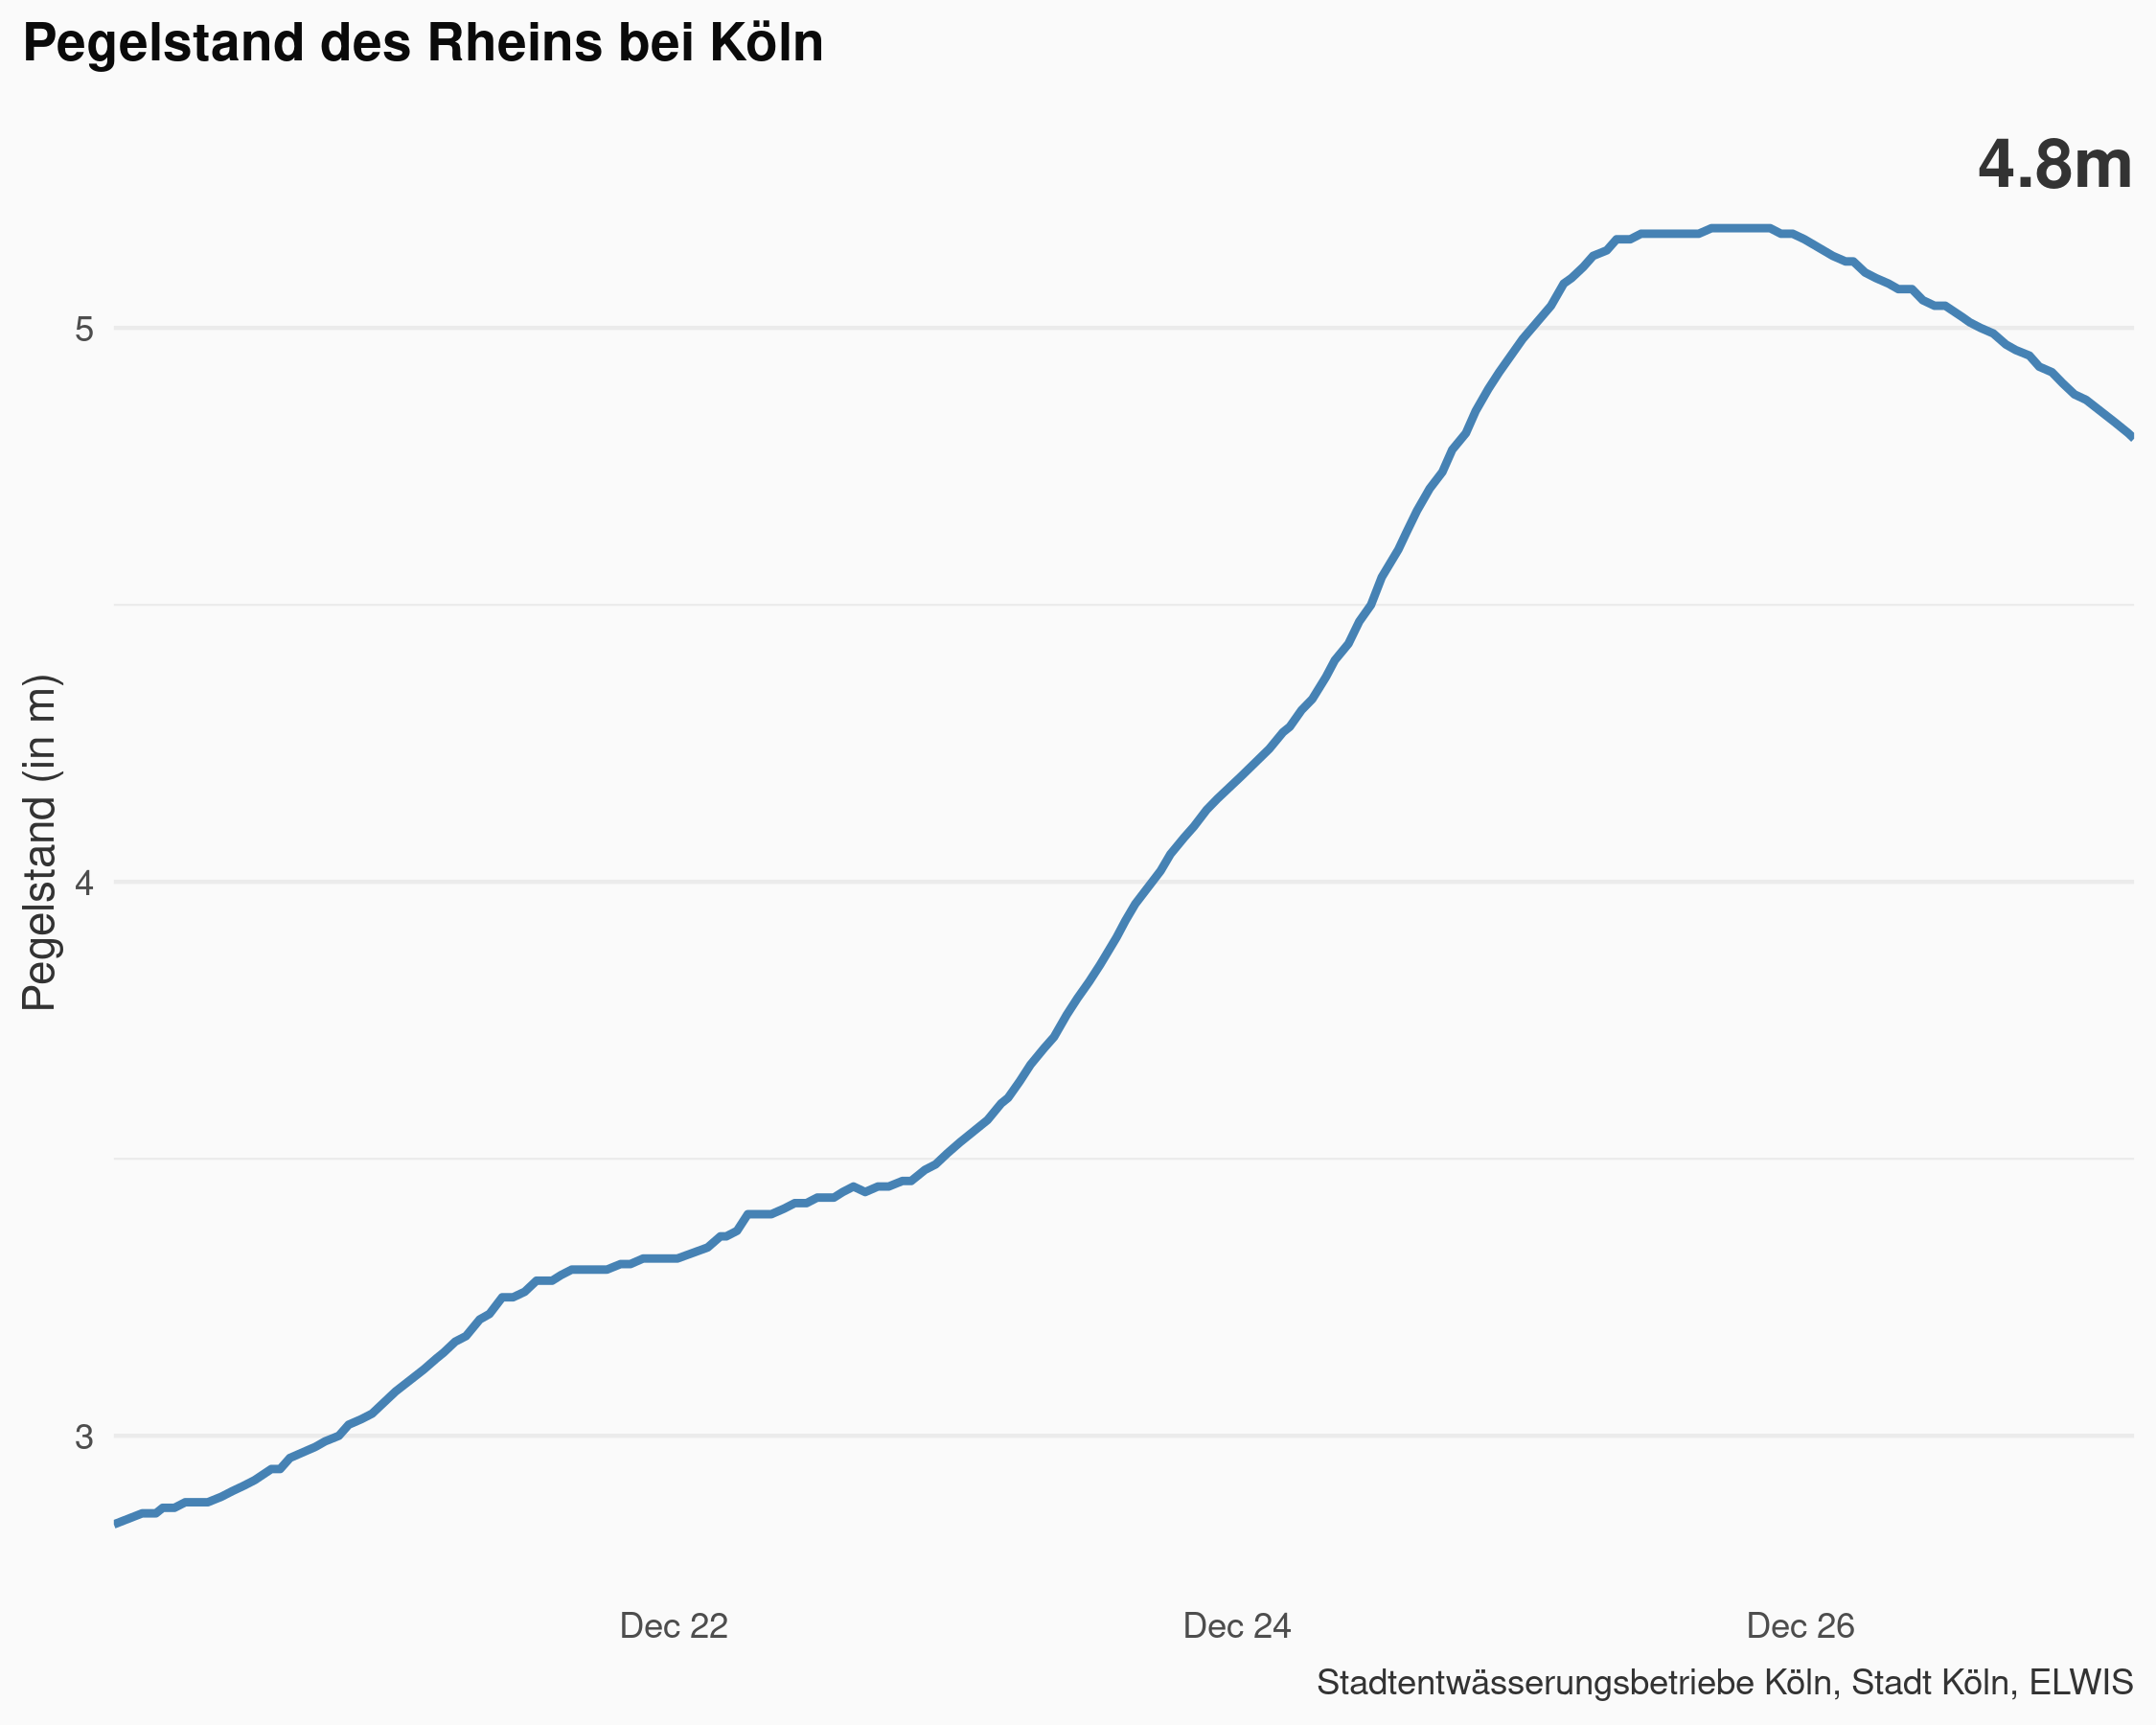 Pegelstand des Rheins bei Köln
4.8m
Pegelstand (in m)
5
4
3
Dec 22
Dec 24
Dec 26
Stadtentwässerungsbetriebe Köln, Stadt Köln, ELWIS